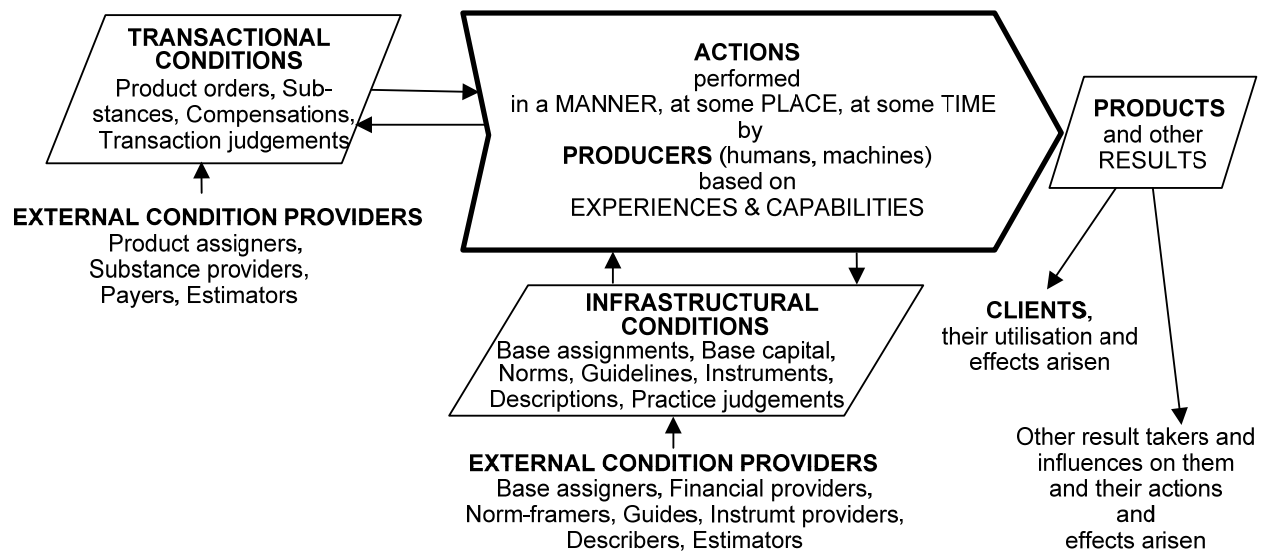 TRANSACTIONAL
CONDITIONS
Product orders, Sub-
stances, Compensations,
Transaction judgements
EXTERNAL CONDITION PROVIDERS
Product assigners,
Substance providers,
Payers, Estimators
ACTIONS
performed
in a MANNER, at some PLACE, at some TIME
by
PRODUCERS (humans, machines)
based on
EXPERIENCES & CAPABILITIES
INFRASTRUCTURAL
CONDITIONS
Base assignments, Base capital,
Norms, Guidelines, Instruments,
Descriptions, Practice judgements
EXTERNAL CONDITION PROVIDERS
Base assigners, Financial providers,
Norm-framers, Guides, Instrumt providers,
Describers, Estimators
PRODUCTS
and other
RESULTS
CLIENTS,
their utilisation and
effects arisen
Other result takers and
influences on them
and their actions
and
effects arisen